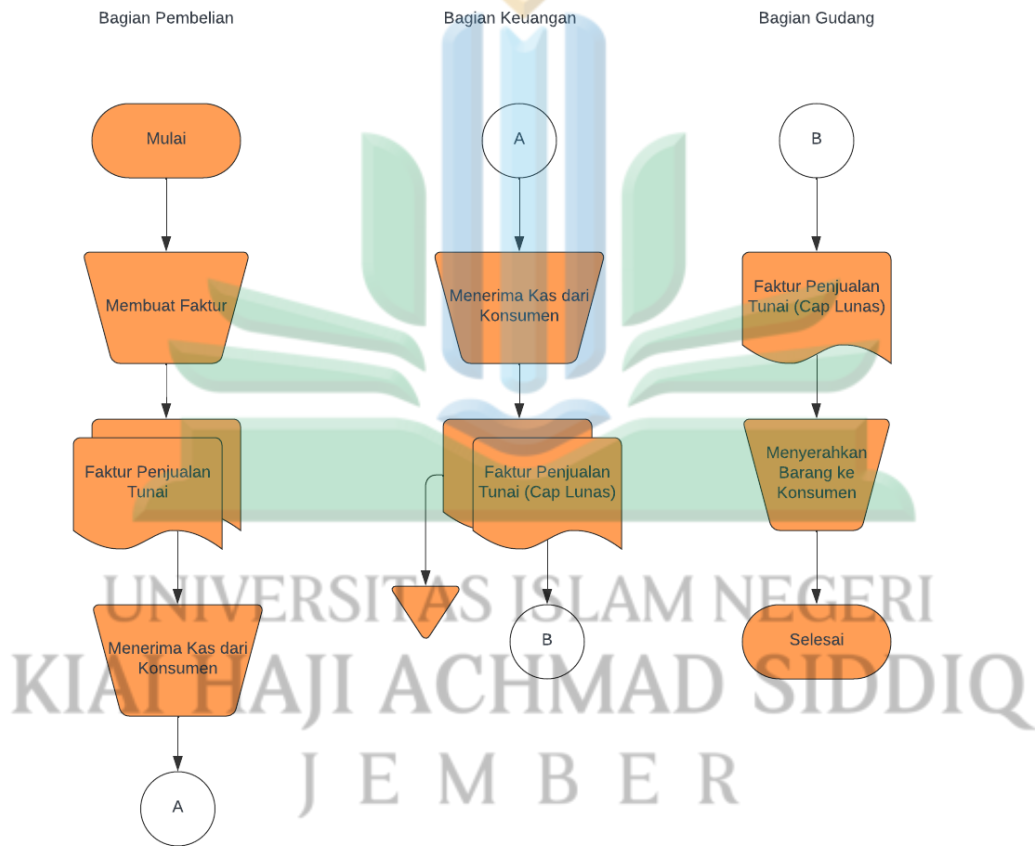 Bagian Pembelian
Mulai
Membuat Faktur
Faktur Penjualan
Tunai
Menerima Kas dari
Konsumen
A
Bagian Keuangan
A
Menerima Kas dari
Konsumen
Faktur Penjualan
Tunai (Cap Lunas)
B
Bagian Gudang
B
Faktur Penjualan
Tunai (Cap Lunas)
Menyerahkan
Barang ke
Konsumen
Selesai
UNIVERSITAS ISLAM NEGERI
KIAI HAJI ACHMAD SIDDIQ
JEMBER